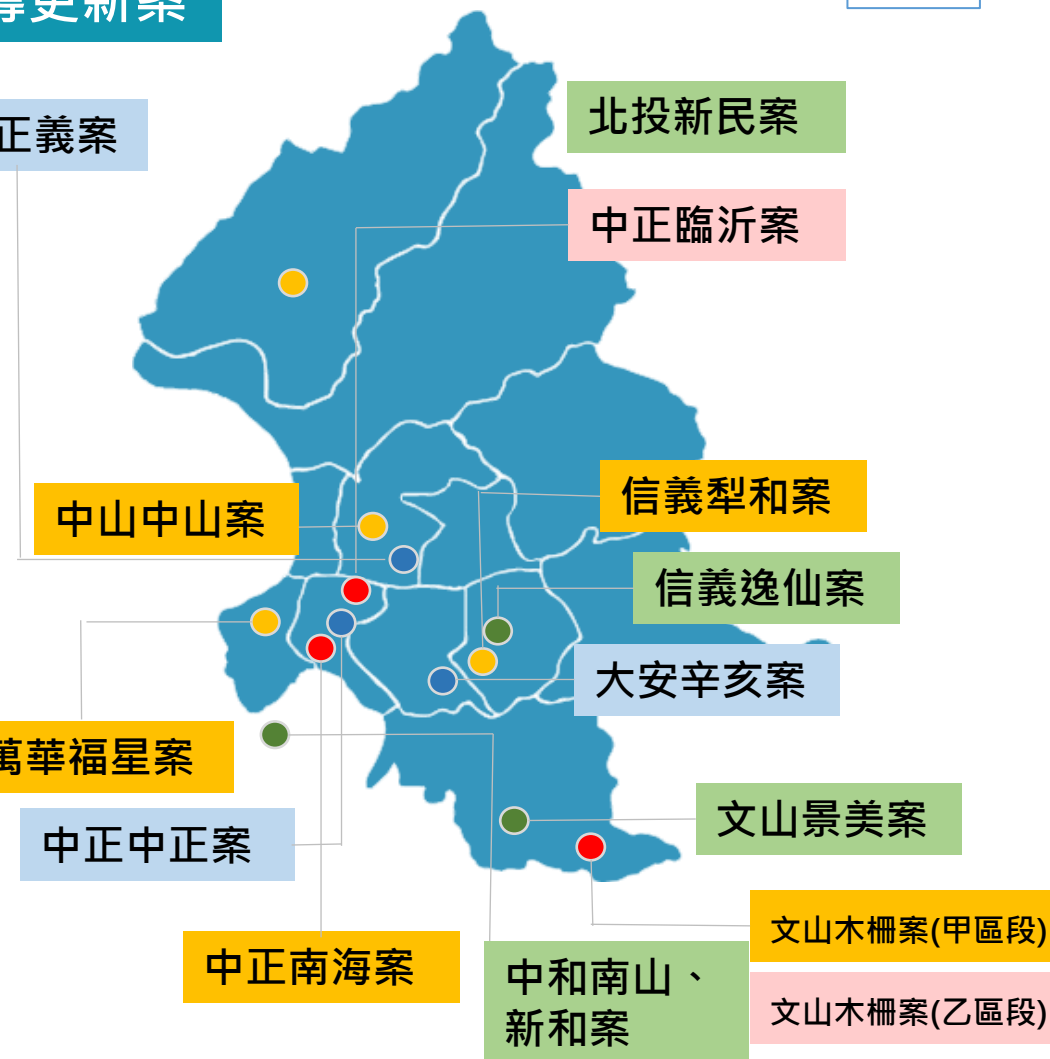 導更新案
正義案
北投新民案
中正臨沂案
中山中山案
信義犁和案
信義逸仙案
大安辛亥案
萬華福星案
中正中正案
文山景美案
中正南海案
中和南山、
新和案
文山木柵案(甲區段)
文山木柵案(乙區段)